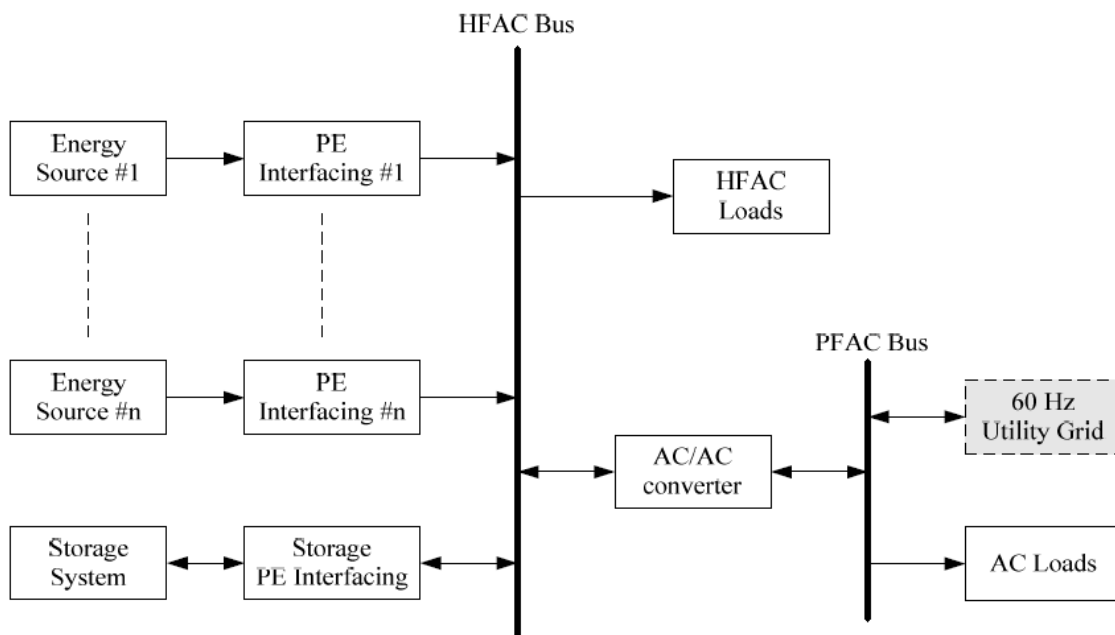 HFAC Bus
Energy
Source #1
PE
Interfacing #1
HFAC
Loads
PFAC Bus
Energy
Source #n
PE
Interfacing #n
60 Hz
Utility Grid
AC/AC
converter
Storage
System
Storage
PE Interfacing
AC Loads